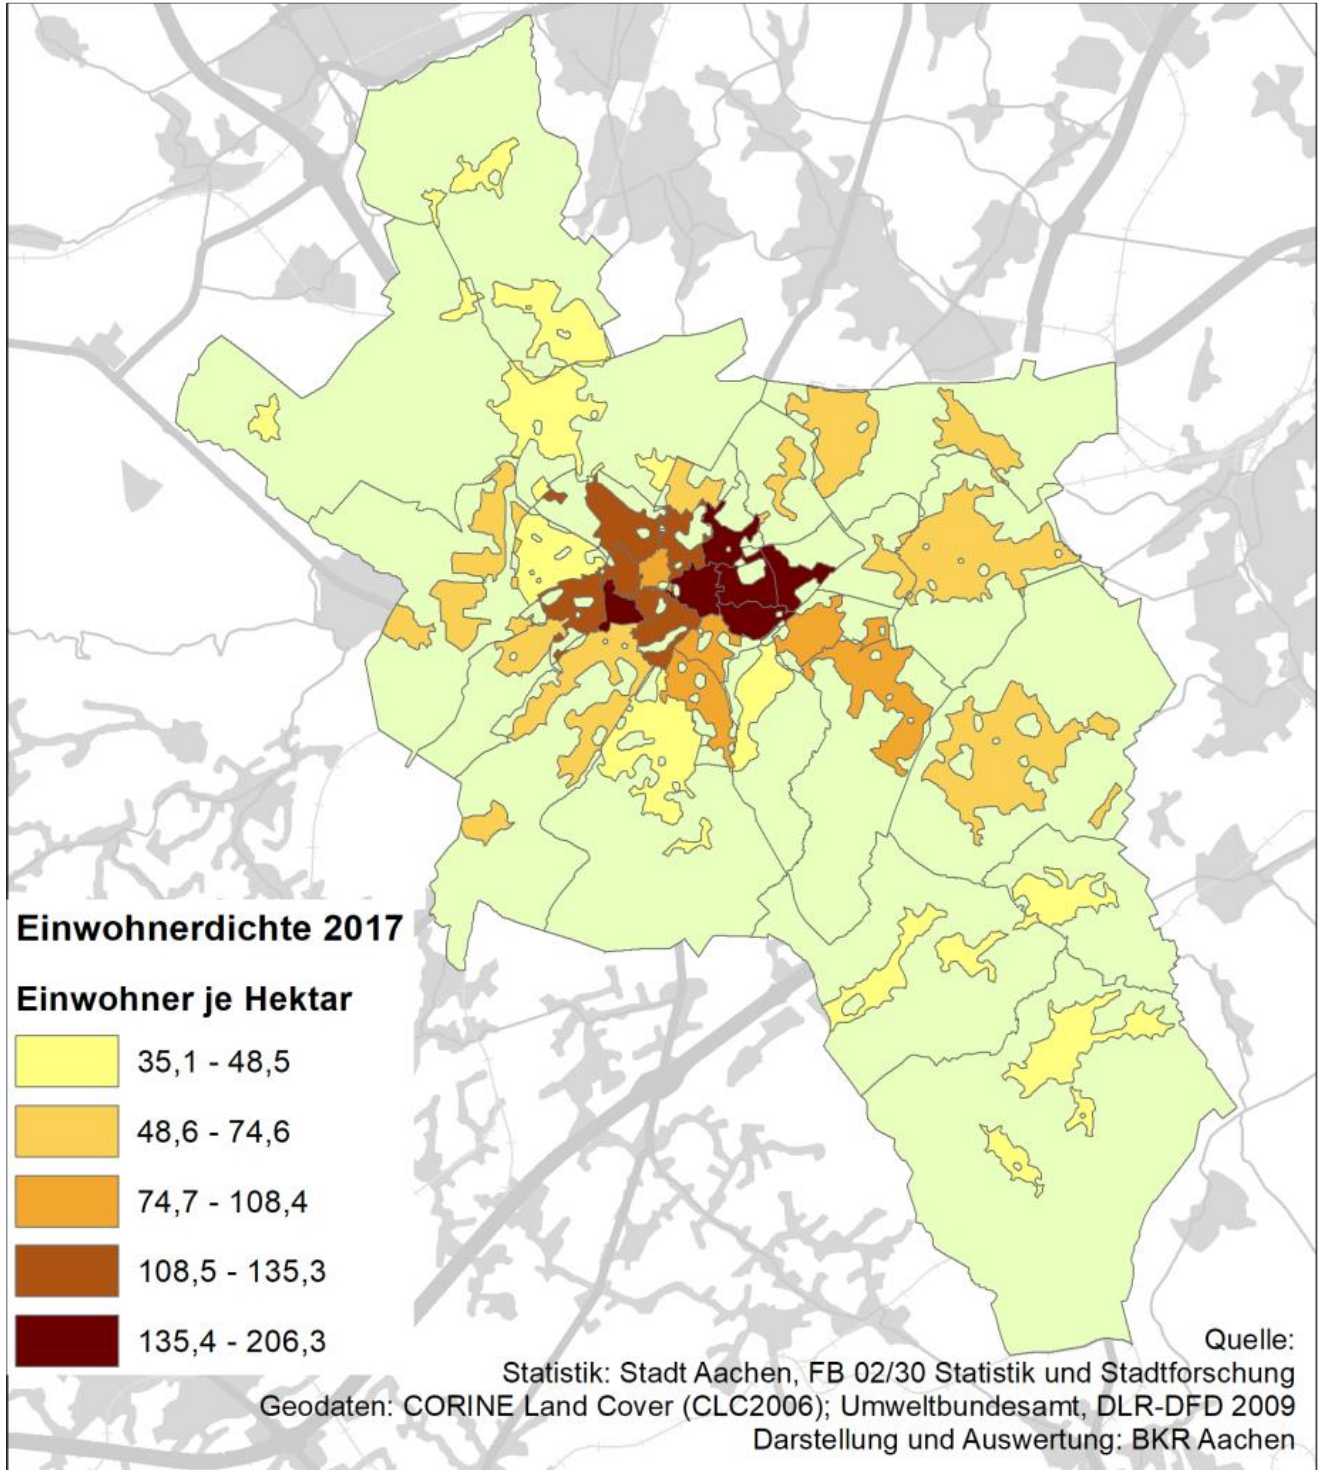 Einwohnerdichte 2017
Einwohner je Hektar
35,1 - 48,5
48,6 - 74,6
74,7 - 108,4
108,5 - 135,3
135,4 - 206,3
Quelle:
Statistik: Stadt Aachen, FB 02/30 Statistik und Stadtforschung
Geodaten: CORINE Land Cover (CLC2006); Umweltbundesamt, DLR-DFD 2009
Darstellung und Auswertung: BKR Aachen